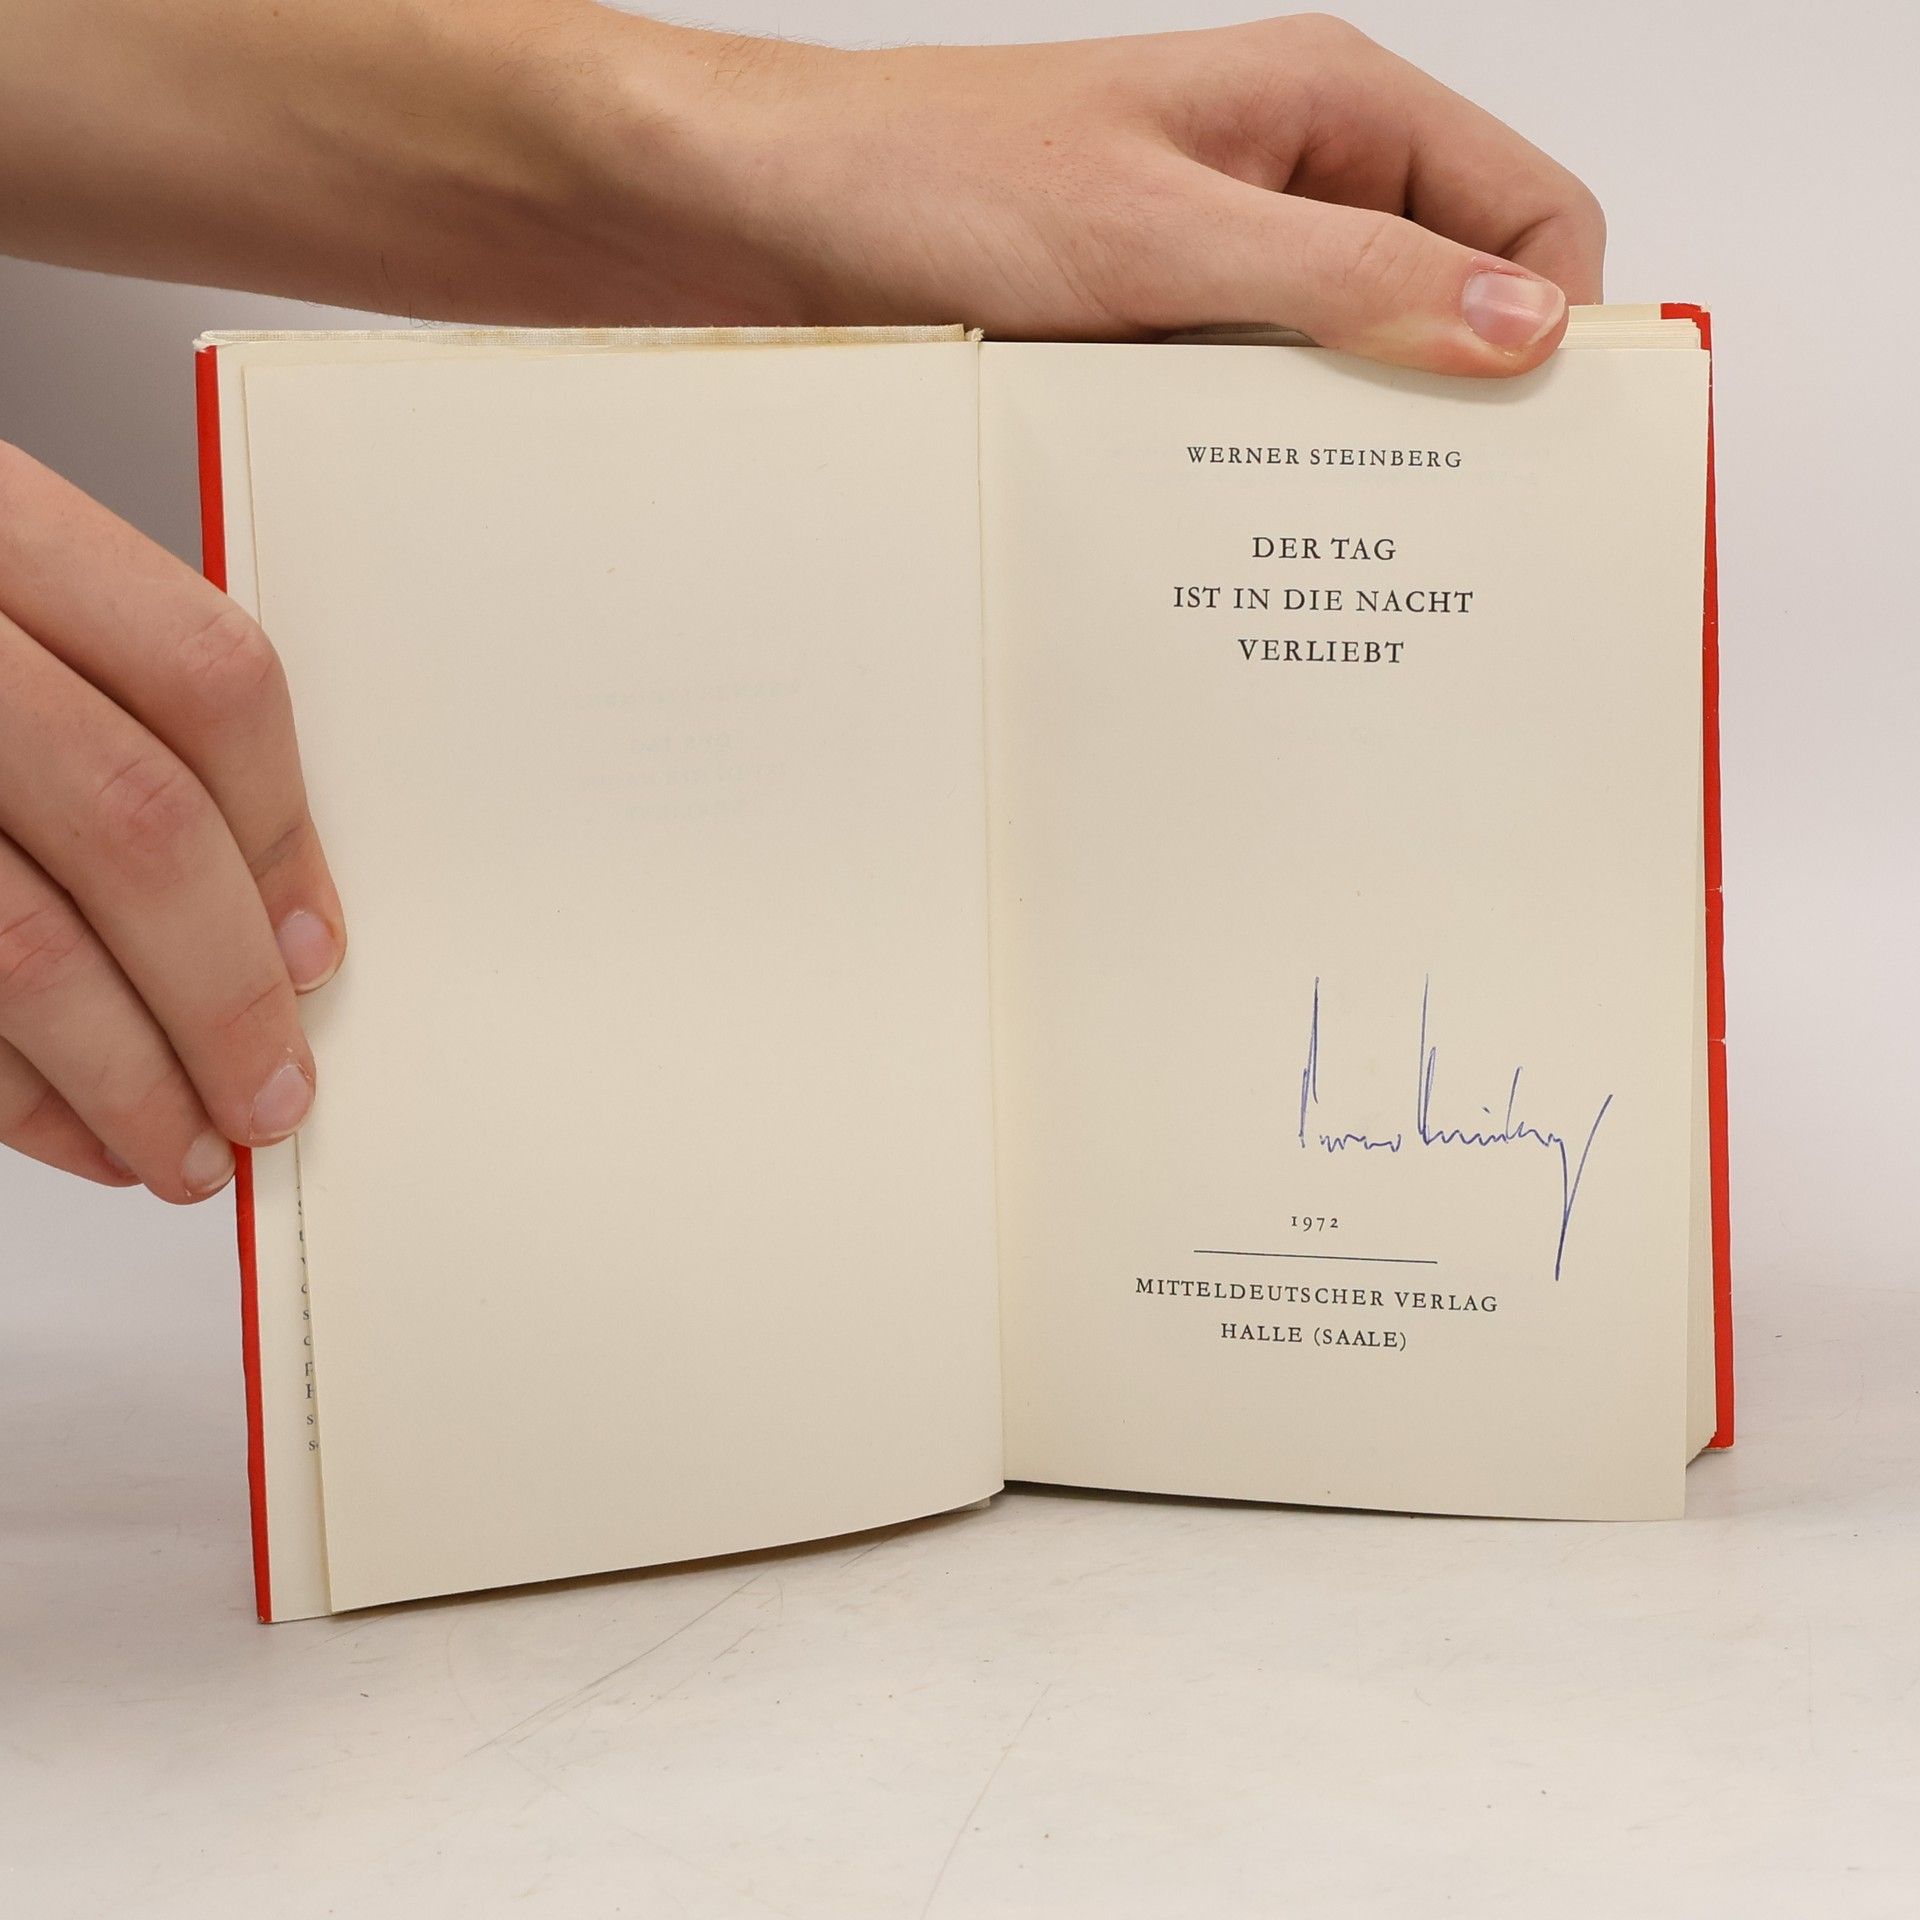 WERNER STEINBERG
DER TAG
IST IN DIE NACHT
VERLIEBT
1972
MITTELDEUTSCHER VERLAG
HALLE (SAALE)